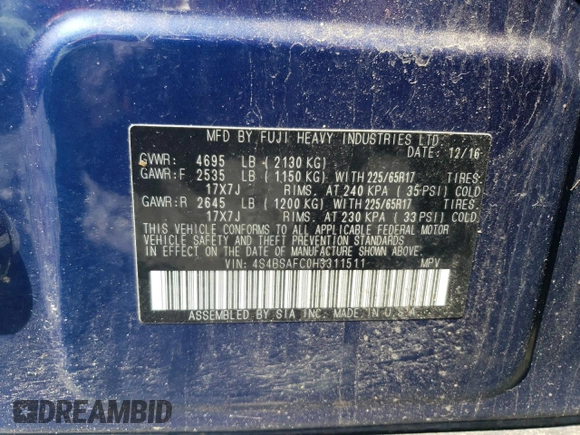 MFD BY FUJI HEAVY INDUSTRIES LTD.
DATE: 12/16
GVWR: 4695 LB ( 2130 KG)
GAWR:F 2535 LB ( 1150 KG) WITH 225/65R17 TIRES
17X7J RIMS, AT 240 KPA ( 35 PSI) COLD
GAWR:R 2645 LB ( 1200 KG) WITH 225/65R17 TIRES
17X7J RIMS, AT 230 KPA ( 33 PSI) COLD
THIS VEHICLE CONFORMS TO ALL APPLICABLE FEDERAL MOTOR
VEHICLE SAFETY AND THEFT PREVENTION STANDARDS
IN EFFECT ON THE DATE OF MANUFACTURE SHOWN ABOVE.
VIN: 4S4BSAFC0H3311511 MPV
ASSEMBLED BY SIA INC. MADE IN U.S.A.
DREAMBID